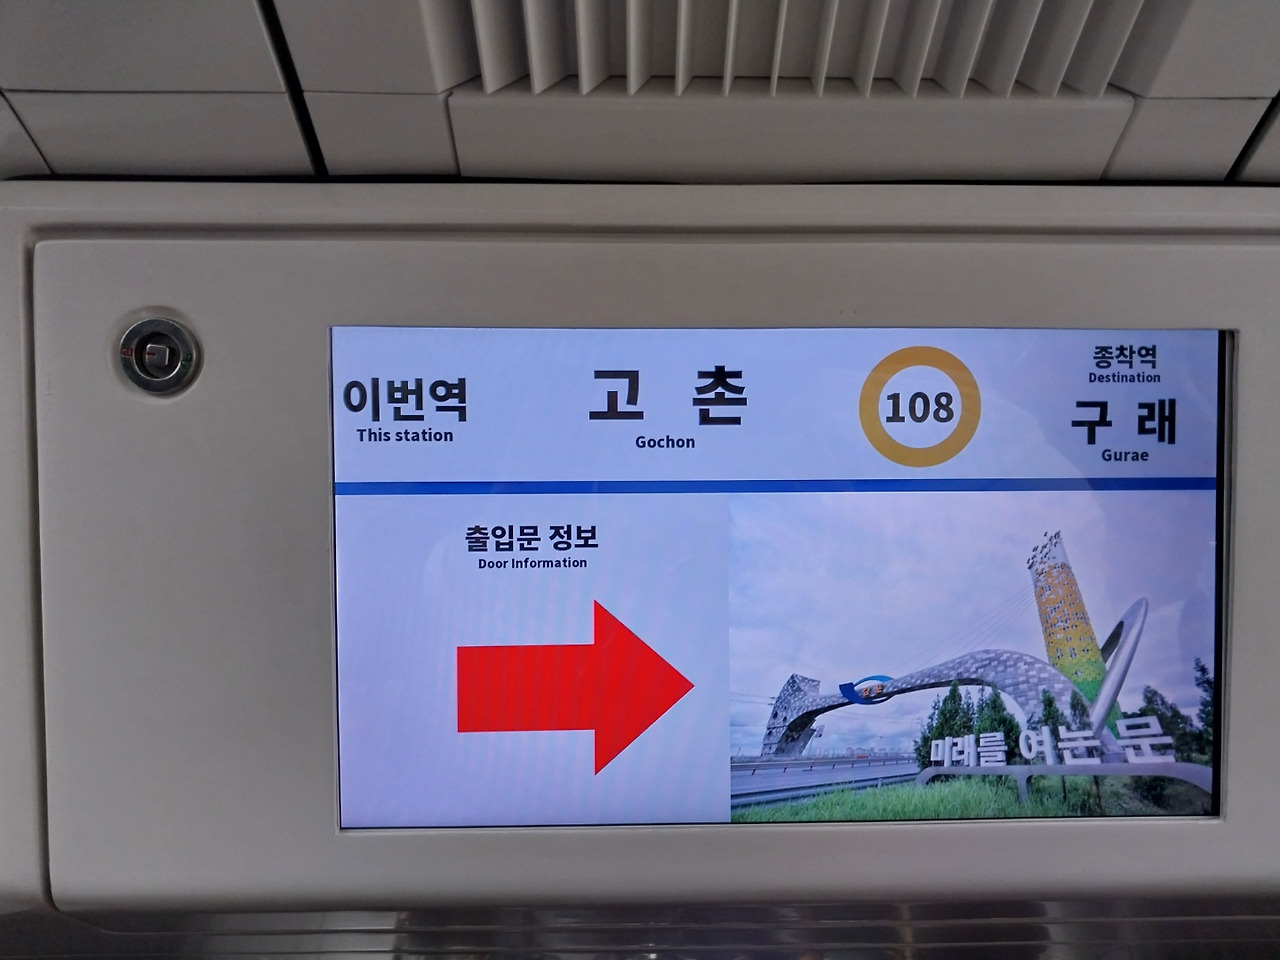 이번역
This station
고 촌
Gochon
108
종착역
Destination
구 래
Gurae
출입문 정보
Door Information
미래를 여는 문